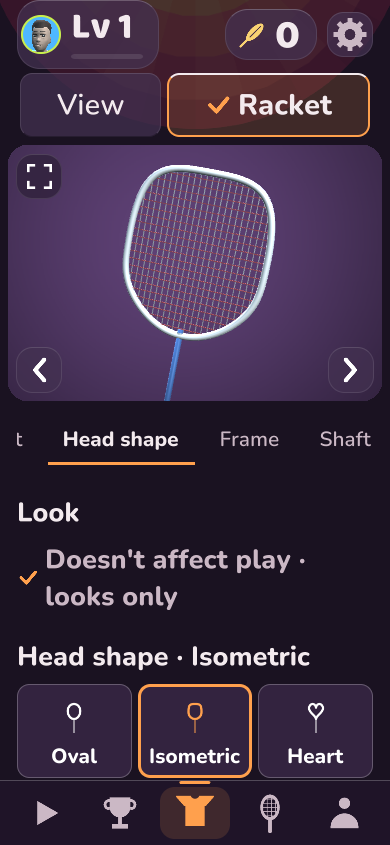 Lv 1
0
View
Racket
t
Head shape
Frame
Shaft
Look
Doesn't affect play ·
looks only
Head shape · Isometric
Oval
Isometric
Heart